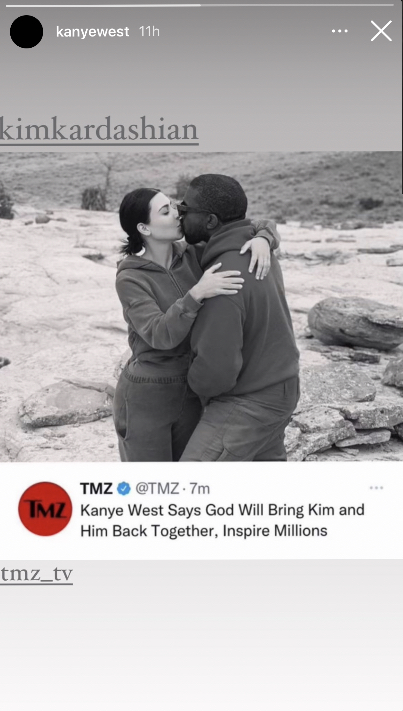 kanyewest 11h
kimkardashian
TMZ @TMZ · 7m
TMZ
Kanye West Says God Will Bring Kim and
Him Back Together, Inspire Millions
tmz_tv